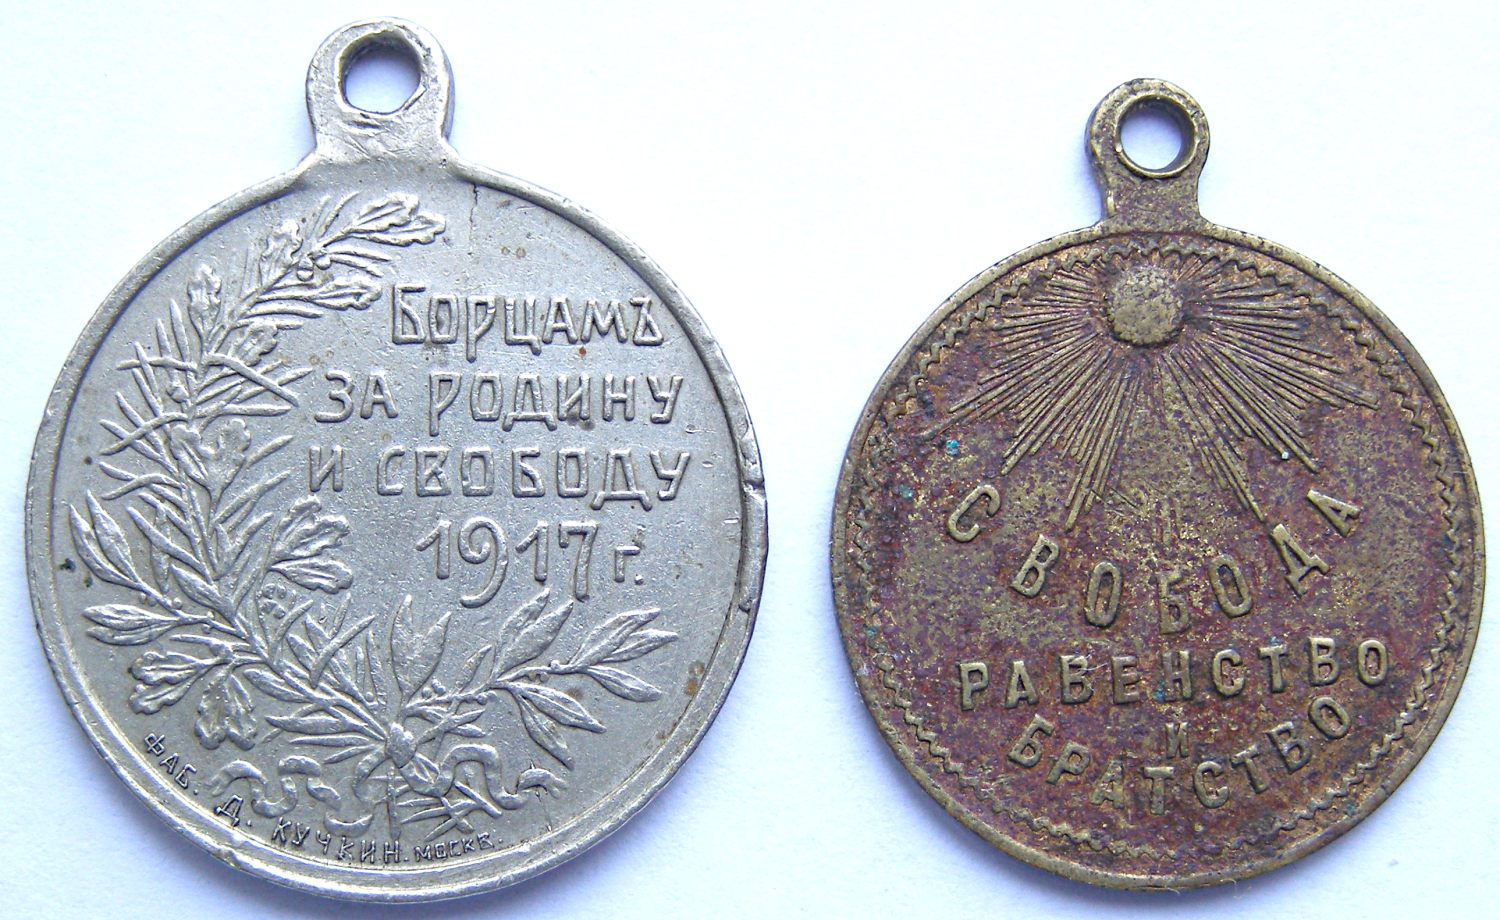 Борцамъ
за родину
и свободу
1917 г.
ФАБ. Д. КУЧКИН. МОСКВ.
СВОБОДА
РАВЕНСТВО
И
БРАТСТВО